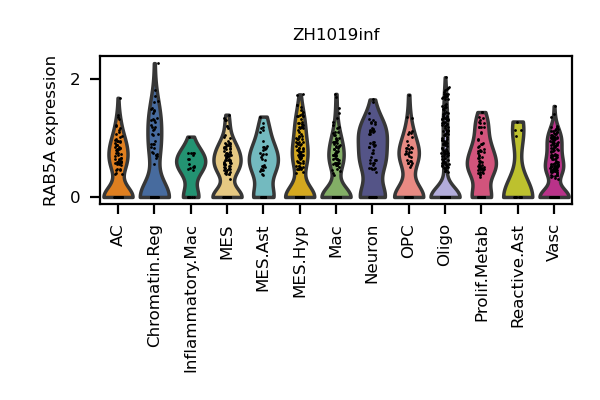 ZH1019inf
RAB5A expression
2
0
AC
Chromatin.Reg
Inflammatory.Mac
MES
MES.Ast
MES.Hyp
Mac
Neuron
OPC
Oligo
Prolif.Metab
Reactive.Ast
Vasc